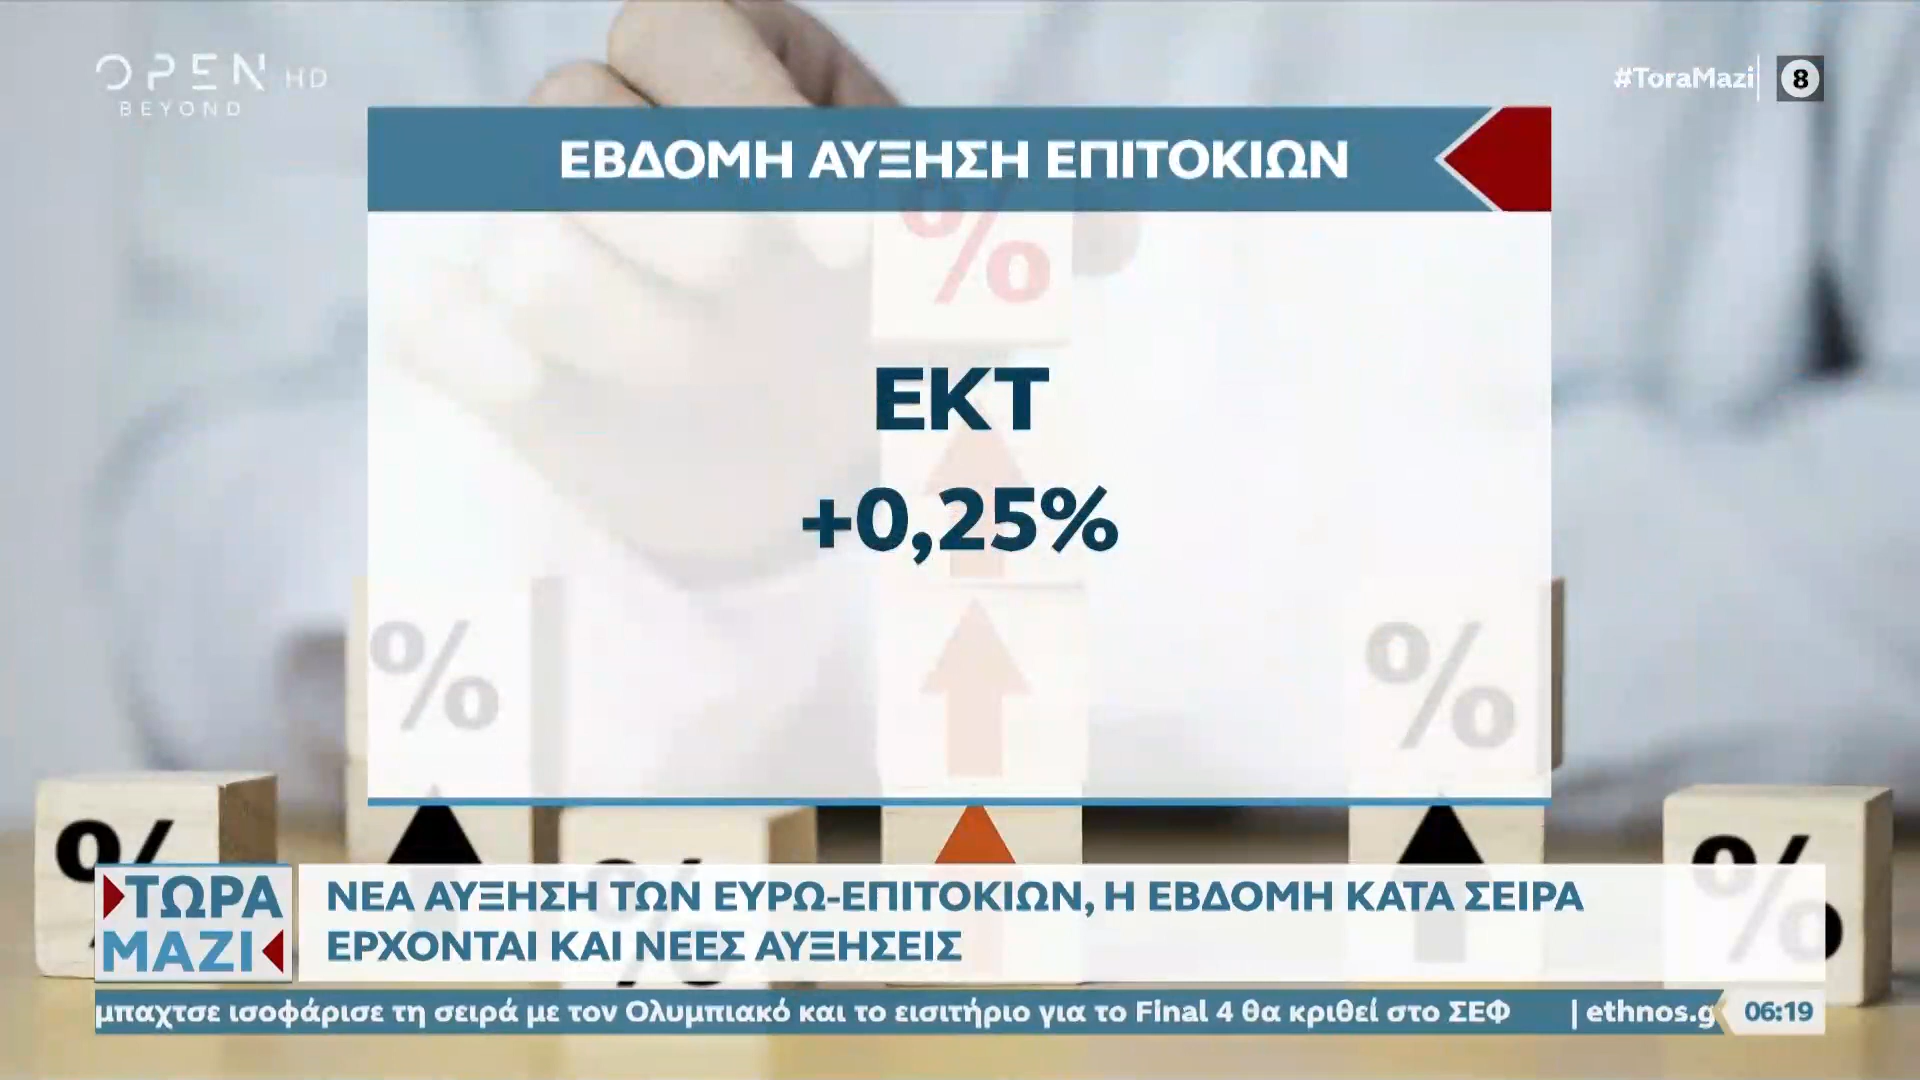 OPEN HD
BEYOND
#ToraMazi
8
ΕΒΔΟΜΗ ΑΥΞΗΣΗ ΕΠΙΤΟΚΙΩΝ
%
ΕΚΤ
+0,25%
% %
% % %
ΤΩΡΑ
ΜΑΖΙ
ΝΕΑ ΑΥΞΗΣΗ ΤΩΝ ΕΥΡΩ-ΕΠΙΤΟΚΙΩΝ, Η ΕΒΔΟΜΗ ΚΑΤΑ ΣΕΙΡΑ
ΕΡΧΟΝΤΑΙ ΚΑΙ ΝΕΕΣ ΑΥΞΗΣΕΙΣ
μπαχτσε ισοφάρισε τη σειρά με τον Ολυμπιακό και το εισιτήριο για το Final 4 θα κριθεί στο ΣΕΦ | ethnos.g
06:19